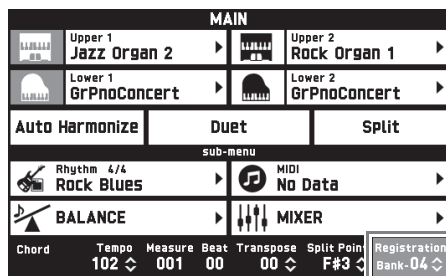 MAIN
Upper 1
Jazz Organ 2
Upper 2
Rock Organ 1
Lower 1
GrPnoConcert
Lower 2
GrPnoConcert
Auto Harmonize Duet Split
sub-menu
Rhythm 4/4
Rock Blues
MIDI
No Data
BALANCE
MIXER
Chord Tempo Measure Beat Transpose Split Point Registration
102 001 00 00 F#3 Bank-04